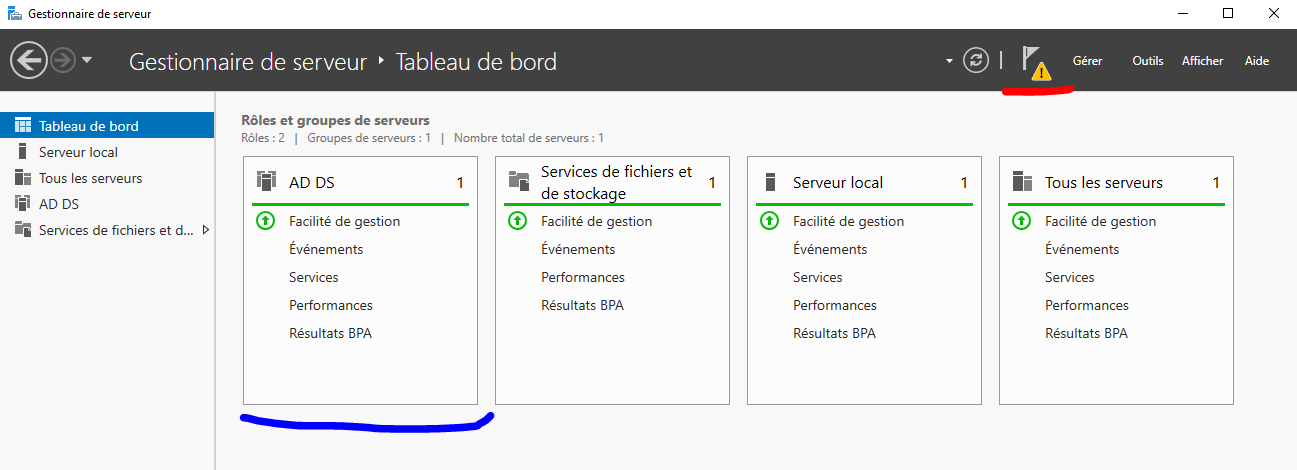 Gestionnaire de serveur
Gestionnaire de serveur ‣ Tableau de bord
Gérer Outils Afficher Aide
Tableau de bord
Serveur local
Tous les serveurs
AD DS
Services de fichiers et d...
Rôles et groupes de serveurs
Rôles : 2 | Groupes de serveurs : 1 | Nombre total de serveurs : 1
AD DS 1
Facilité de gestion
Événements
Services
Performances
Résultats BPA
Services de fichiers et
de stockage 1
Facilité de gestion
Événements
Performances
Résultats BPA
Serveur local 1
Facilité de gestion
Événements
Services
Performances
Résultats BPA
Tous les serveurs 1
Facilité de gestion
Événements
Services
Performances
Résultats BPA